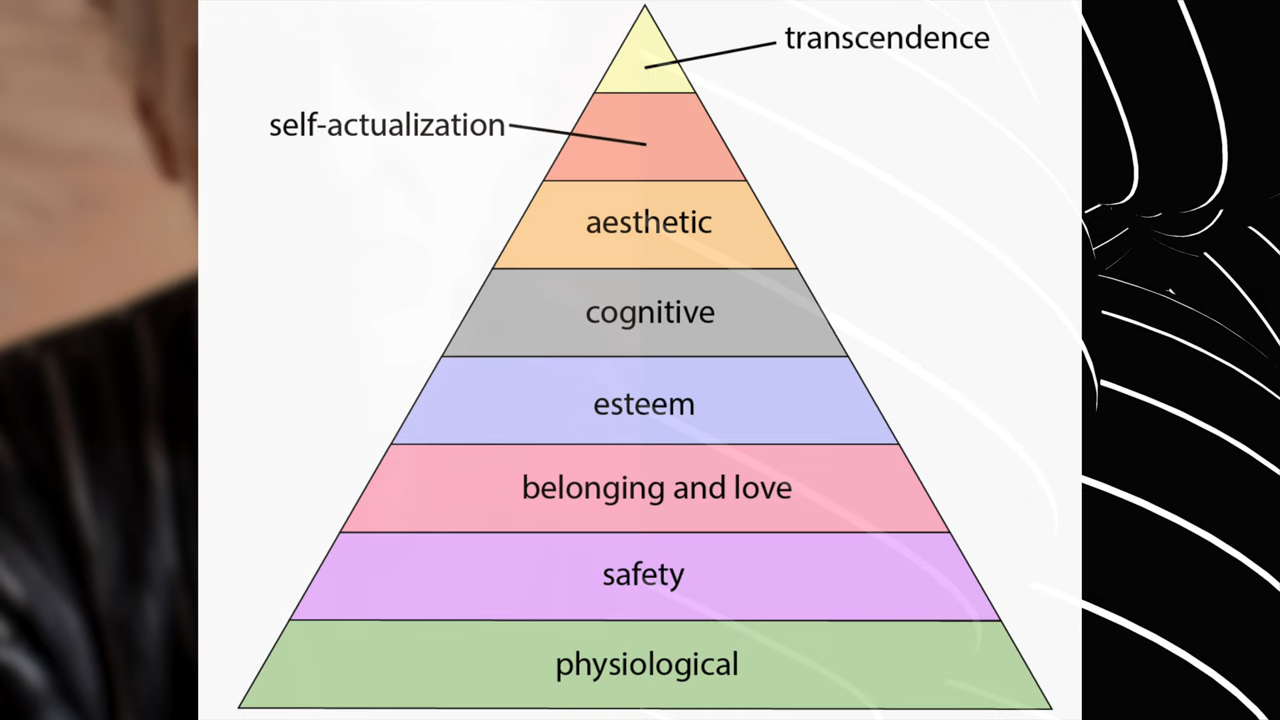 transcendence
self-actualization
aesthetic
cognitive
esteem
belonging and love
safety
physiological